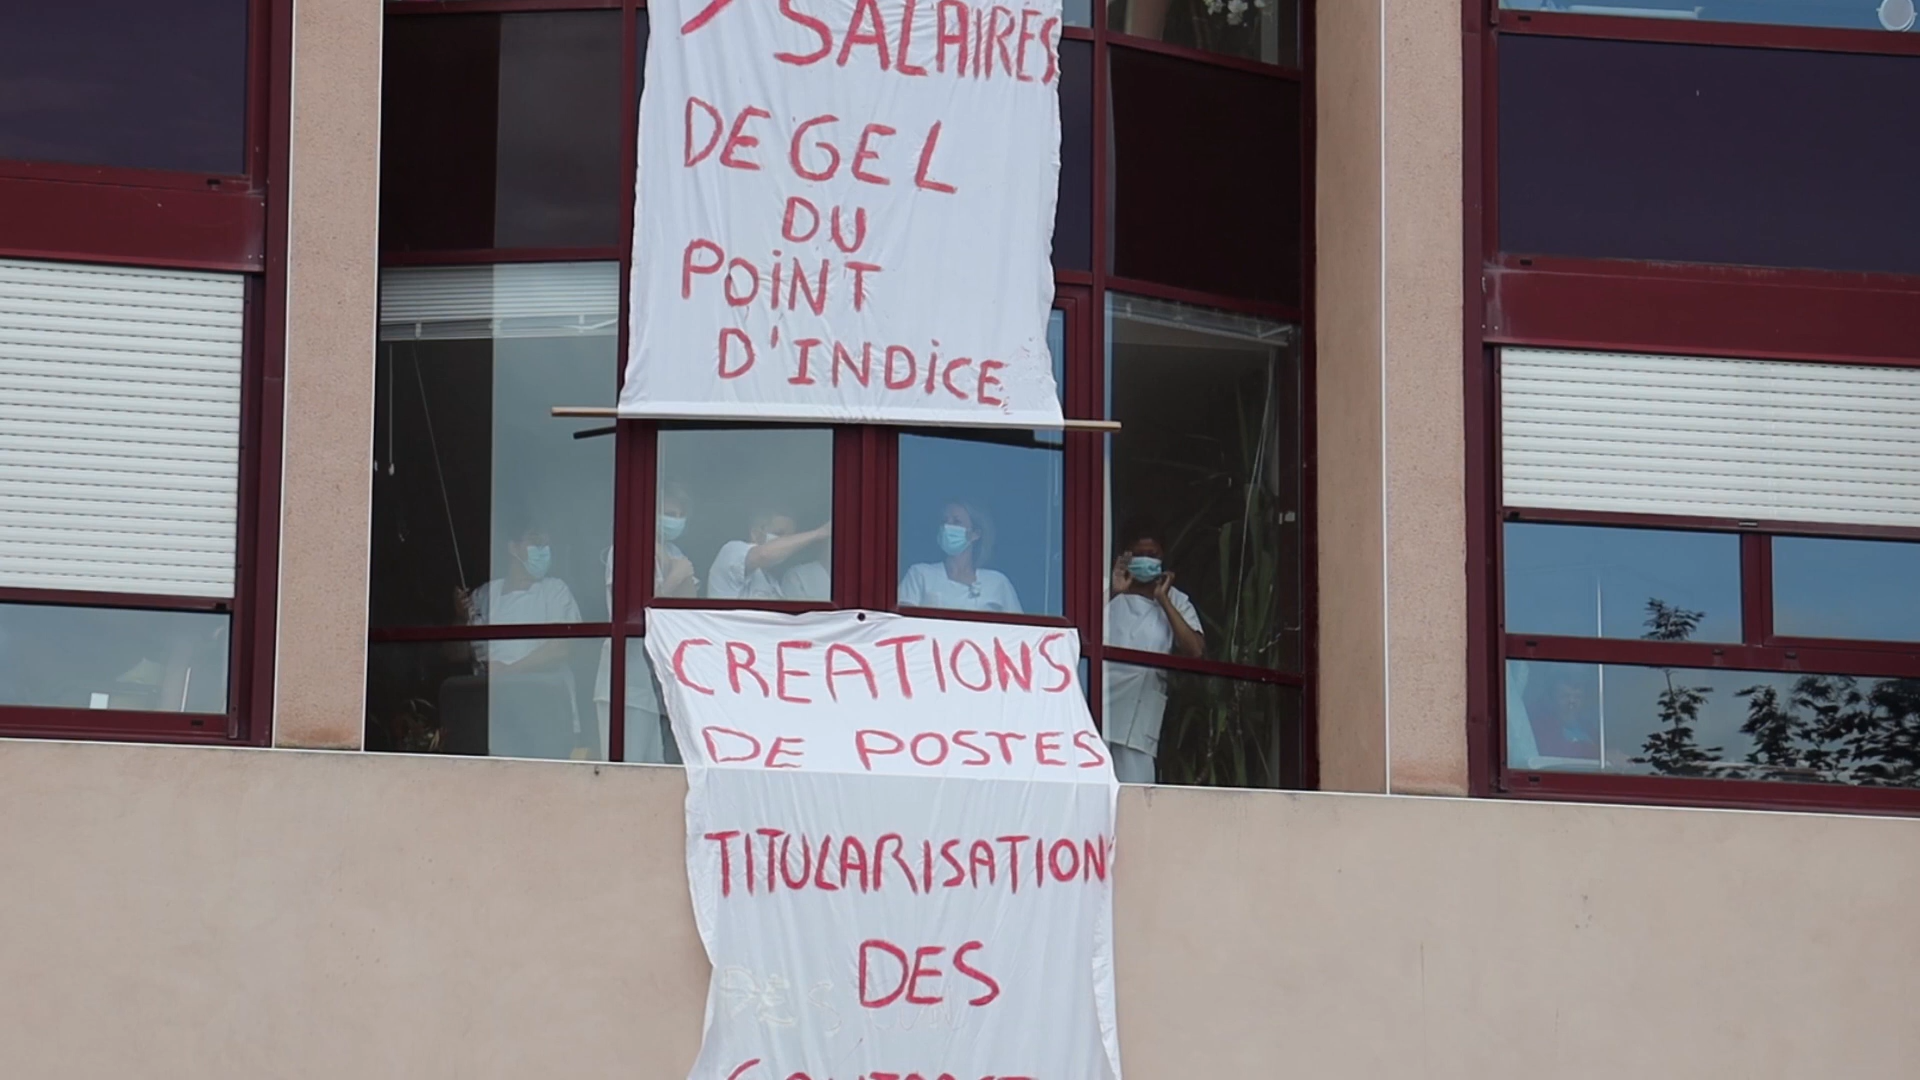 SALAIRES
DEGEL
DU
POINT
D'INDICE
CREATIONS
DE POSTES
TITULARISATION
DES